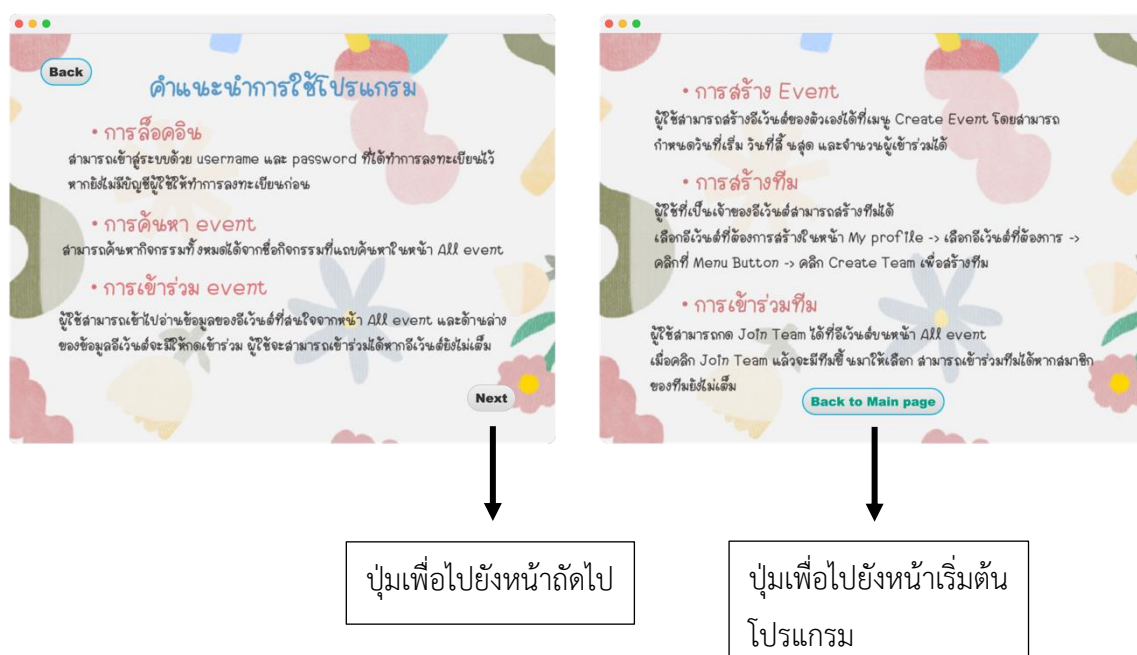 Back
คำแนะนำการใช้โปรแกรม
• การล็อคอิน
สามารถเข้าสู่ระบบด้วย username และ password ที่ได้ทำการลงทะเบียนไว้
หากยังไม่มีบัญชีผู้ใช้ให้ทำการลงทะเบียนก่อน
• การค้นหา event
สามารถค้นหากิจกรรมทั้งหมดได้จากชื่อกิจกรรมที่แถบค้นหาในหน้า All event
• การเข้าร่วม event
ผู้ใช้สามารถเข้าไปอ่านข้อมูลของอีเว้นต์ที่สนใจจากหน้า All event และด้านล่าง
ของข้อมูลอีเว้นต์จะมีให้กดเข้าร่วม ผู้ใช้จะสามารถเข้าร่วมได้หากอีเว้นต์ยังไม่เต็ม
Next
• การสร้าง Event
ผู้ใช้สามารถสร้างอีเว้นต์ของตัวเองได้ที่เมนู Create Event โดยสามารถ
กำหนดวันที่เริ่ม วันที่สิ้นสุด และจำนวนผู้เข้าร่วมได้
• การสร้างทีม
ผู้ใช้ที่เป็นเจ้าของอีเว้นต์สามารถสร้างทีมได้
เลือกอีเว้นต์ที่ต้องการสร้างในหน้า My profile -> เลือกอีเว้นต์ที่ต้องการ ->
คลิกที่ Menu Button -> คลิก Create Team เพื่อสร้างทีม
• การเข้าร่วมทีม
ผู้ใช้สามารถกด Join Team ได้ที่อีเว้นต์บนหน้า All event
เมื่อคลิก Join Team แล้วจะมีทีมขึ้นมาให้เลือก สามารถเข้าร่วมทีมได้หากสมาชิก
ของทีมยังไม่เต็ม
Back to Main page
ปุ่มเพื่อไปยังหน้าถัดไป
ปุ่มเพื่อไปยังหน้าเริ่มต้น
โปรแกรม